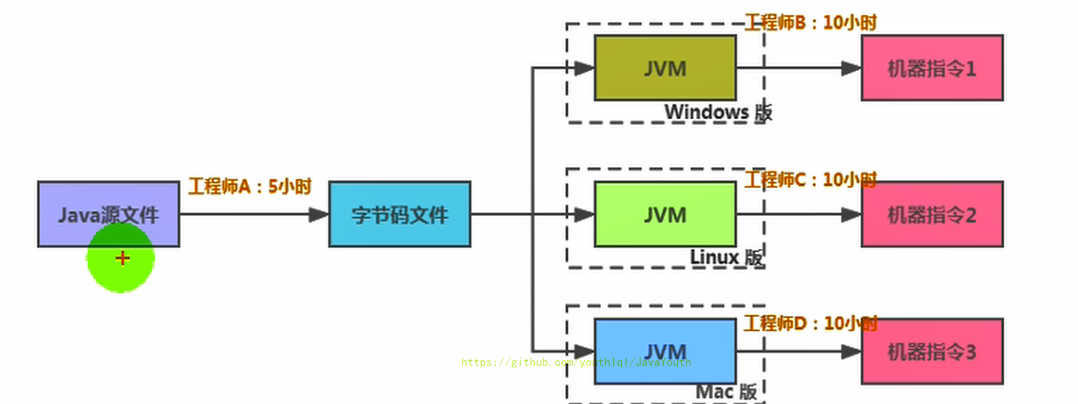 工程师B：10小时
JVM
机器指令1
Windows 版
工程师A：5小时
工程师C：10小时
Java源文件
字节码文件
JVM
机器指令2
Linux 版
工程师D：10小时
JVM
机器指令3
https://github.com/youthlql/JavaYouth
Mac 版